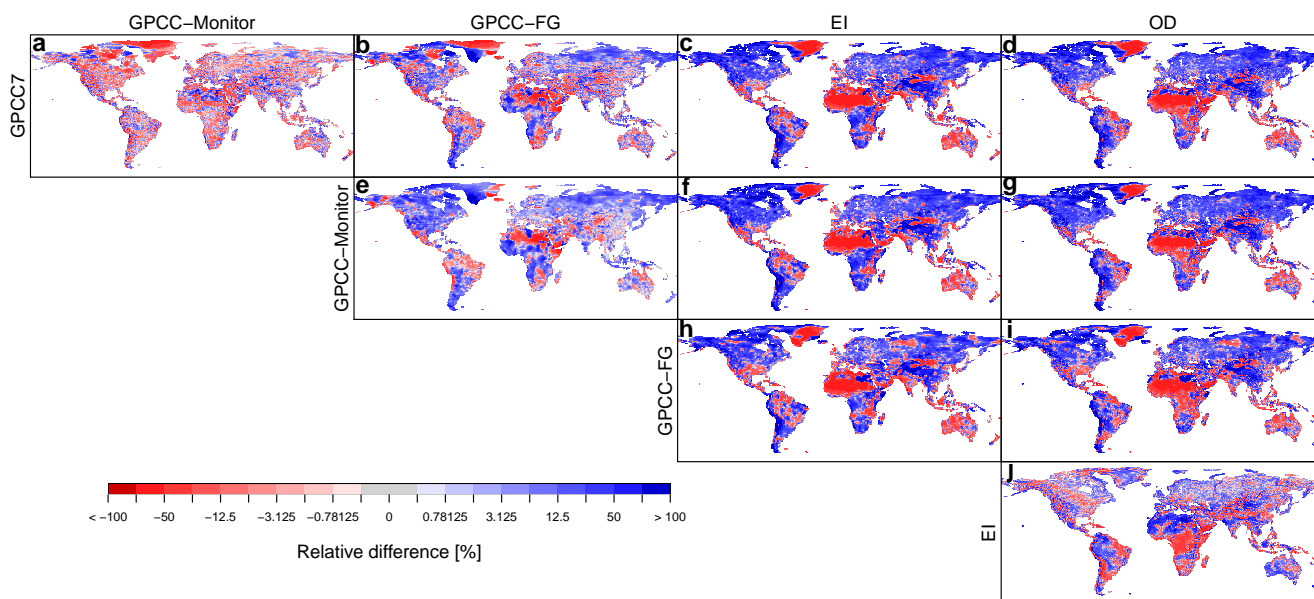 GPCC−Monitor GPCC−FG EI OD
GPCC7 a b c d
GPCC−Monitor e f g
GPCC−FG h i
EI J
< −100 −50 −12.5 −3.125 −0.78125 0 0.78125 3.125 12.5 50 > 100
Relative difference [%]